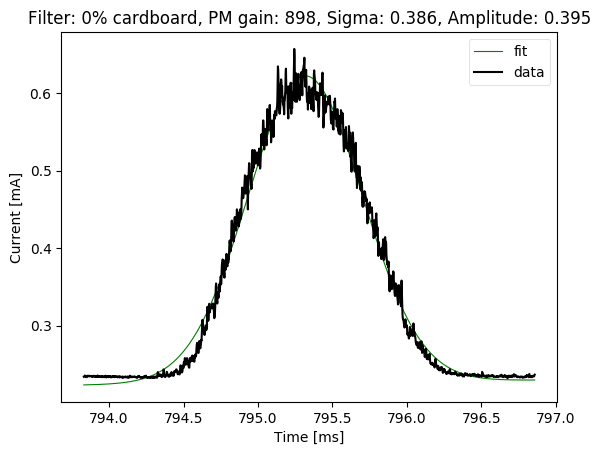 Filter: 0% cardboard, PM gain: 898, Sigma: 0.386, Amplitude: 0.395
fit
data
0.6
0.5
0.4
0.3
Current [mA]
794.0 794.5 795.0 795.5 796.0 796.5 797.0
Time [ms]